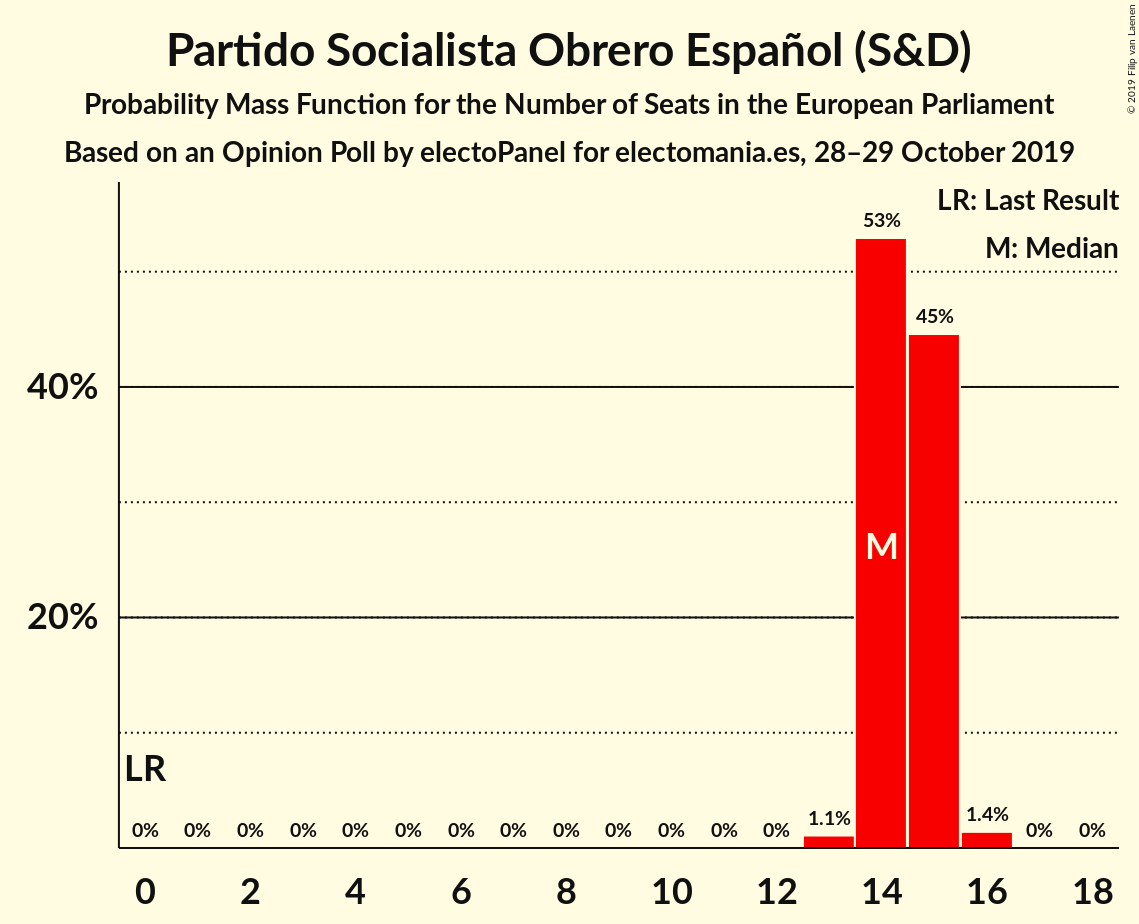 Partido Socialista Obrero Español (S&D)
Probability Mass Function for the Number of Seats in the European Parliament
Based on an Opinion Poll by electoPanel for electomania.es, 28–29 October 2019
© 2019 Filip van Laenen
LR: Last Result
M: Median
53%
45%
40%
M
20%
LR
0% 0% 0% 0% 0% 0% 0% 0% 0% 0% 0% 0% 0% 1.1% 1.4% 0% 0%
0 2 4 6 8 10 12 14 16 18